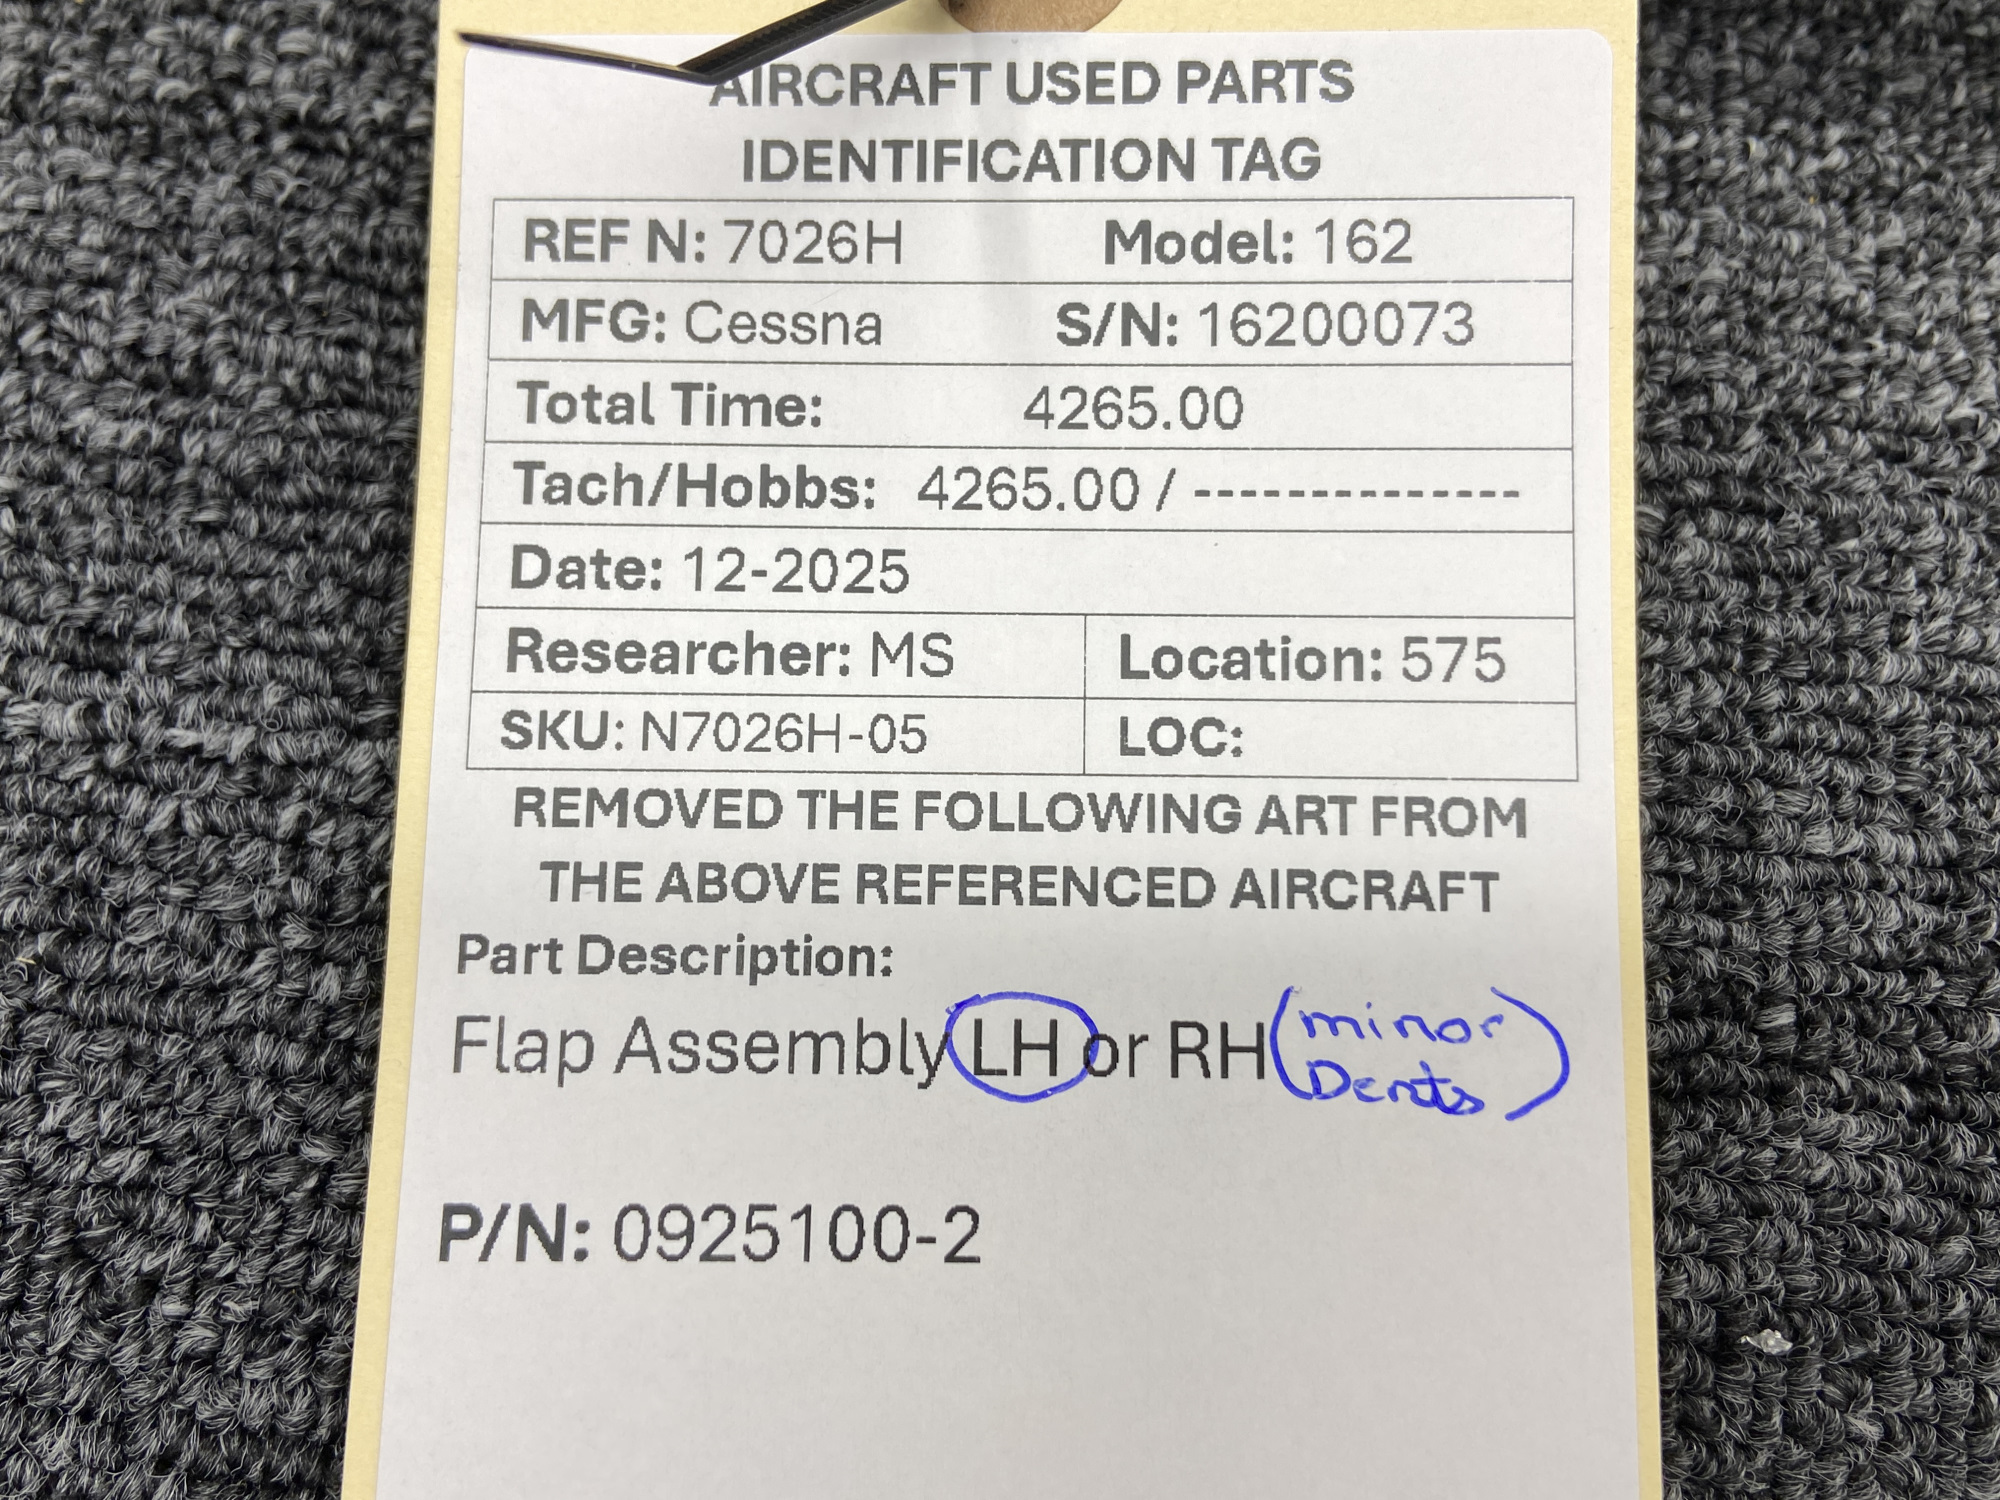 AIRCRAFT USED PARTS
IDENTIFICATION TAG
REF N: 7026H Model: 162
MFG: Cessna S/N: 16200073
Total Time: 4265.00
Tach/Hobbs: 4265.00 / --------------
Date: 12-2025
Researcher: MS Location: 575
SKU: N7026H-05 LOC:
REMOVED THE FOLLOWING ART FROM
THE ABOVE REFERENCED AIRCRAFT
Part Description:
Flap Assembly LH or RH (minor
Dents)
P/N: 0925100-2